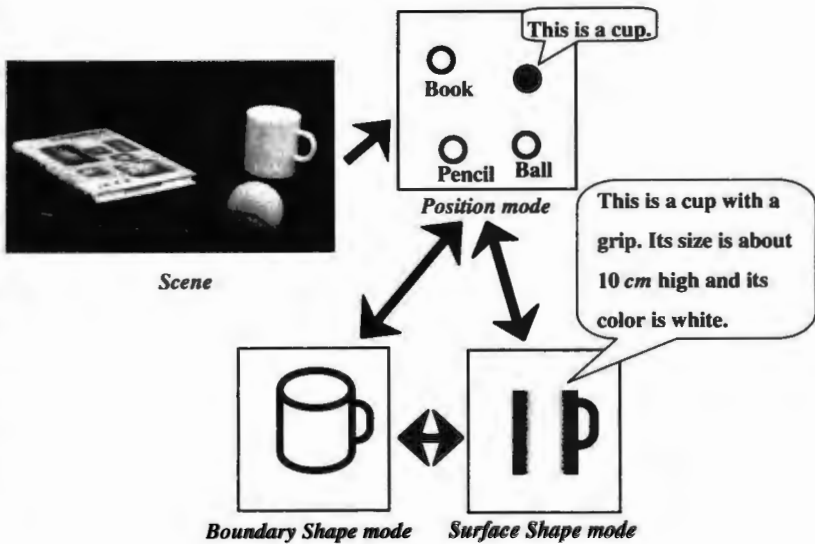 This is a cup.
Book
Pencil Ball
Position mode
Scene
This is a cup with a
grip. Its size is about
10 cm high and its
color is white.
Boundary Shape mode
Surface Shape mode